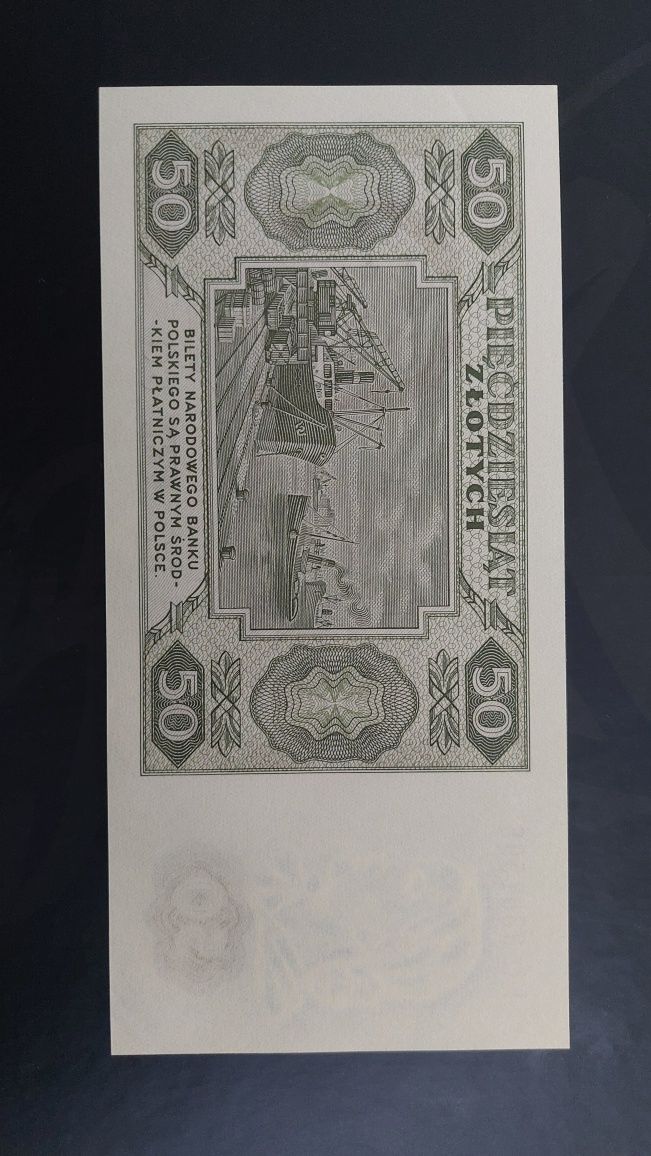 50
50
PIĘĆDZIESIĄT
ZŁOTYCH
BILETY NARODOWEGO BANKU
POLSKIEGO SĄ PRAWNYM ŚROD-
-KIEM PŁATNICZYM W POLSCE.
50
50